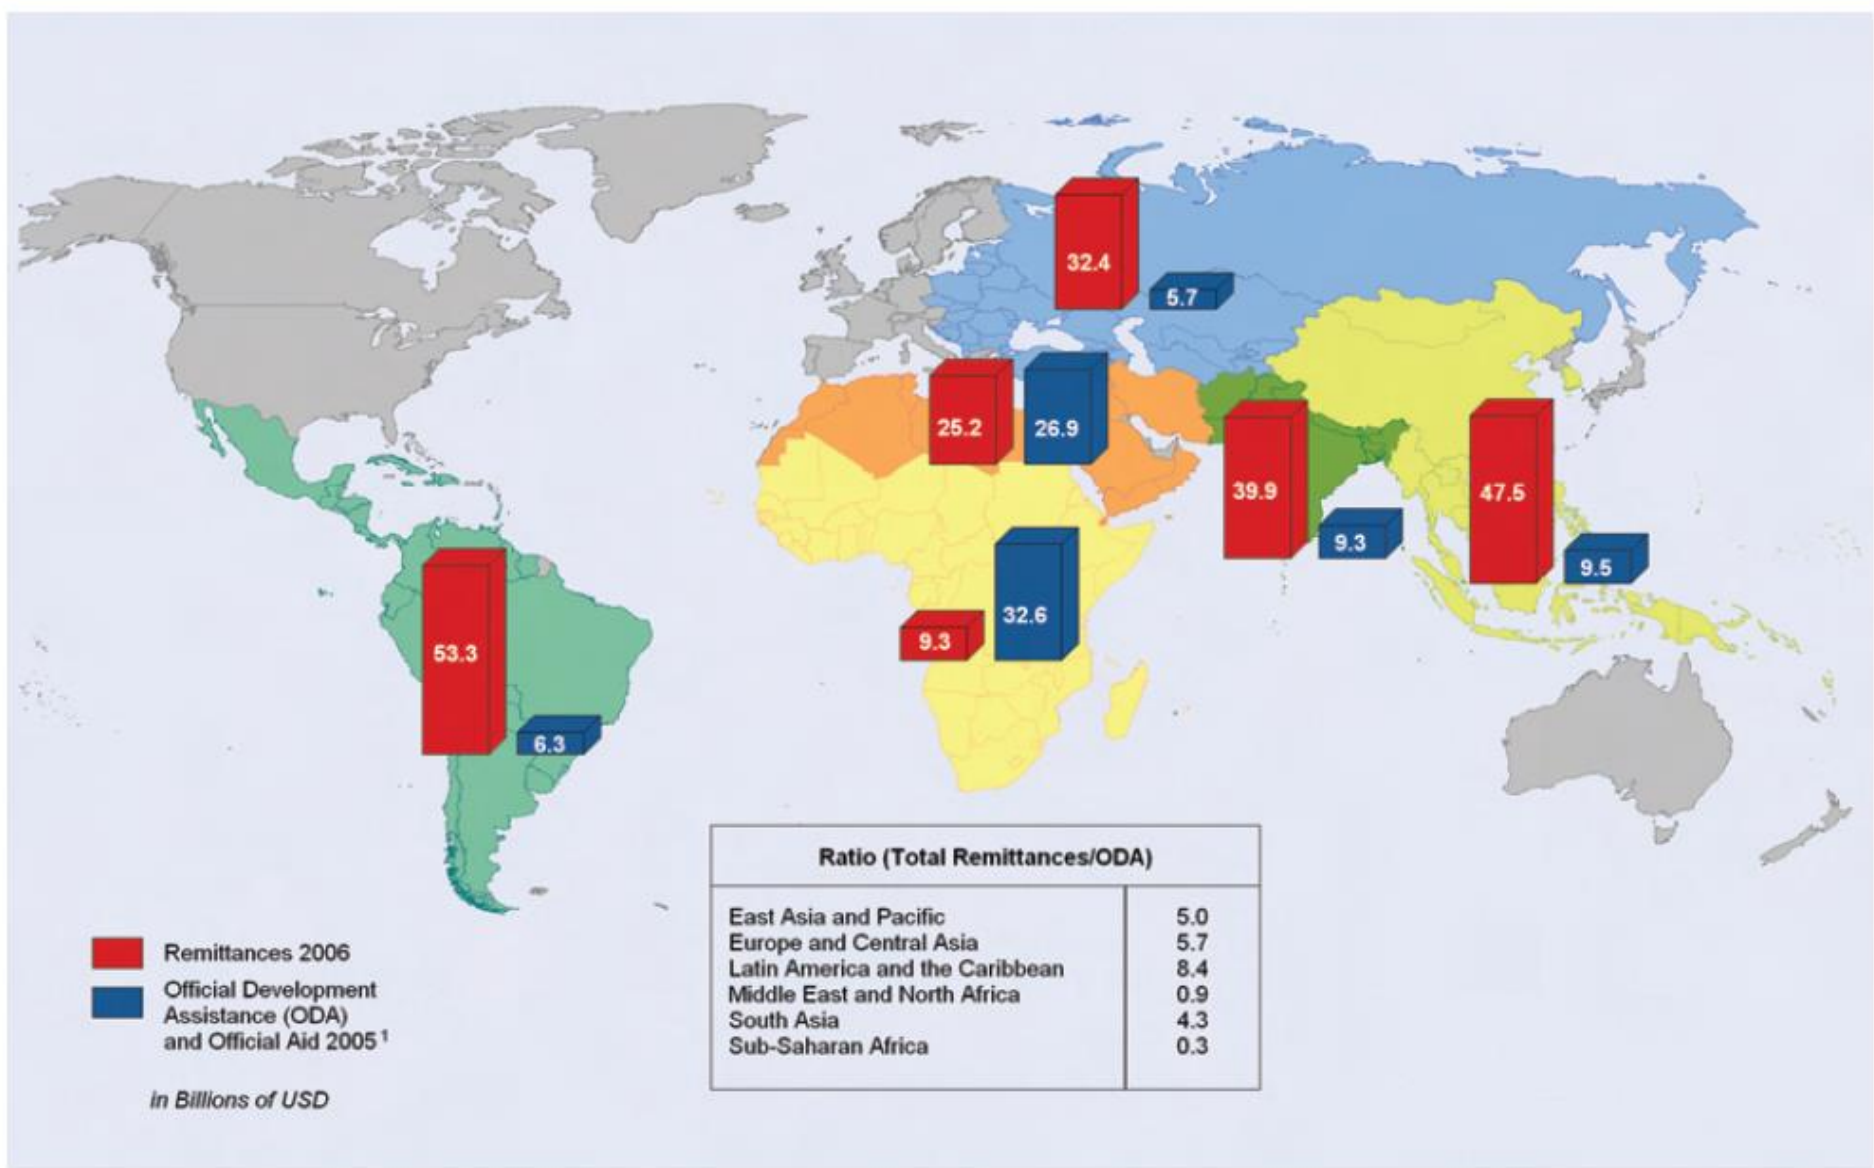 32.4
5.7
25.2
26.9
39.9
47.5
9.3
9.5
53.3
9.3
32.6
6.3
Ratio (Total Remittances/ODA)
East Asia and Pacific 5.0
Europe and Central Asia 5.7
Latin America and the Caribbean 8.4
Middle East and North Africa 0.9
South Asia 4.3
Sub-Saharan Africa 0.3
Remittances 2006
Official Development
Assistance (ODA)
and Official Aid 2005¹
in Billions of USD